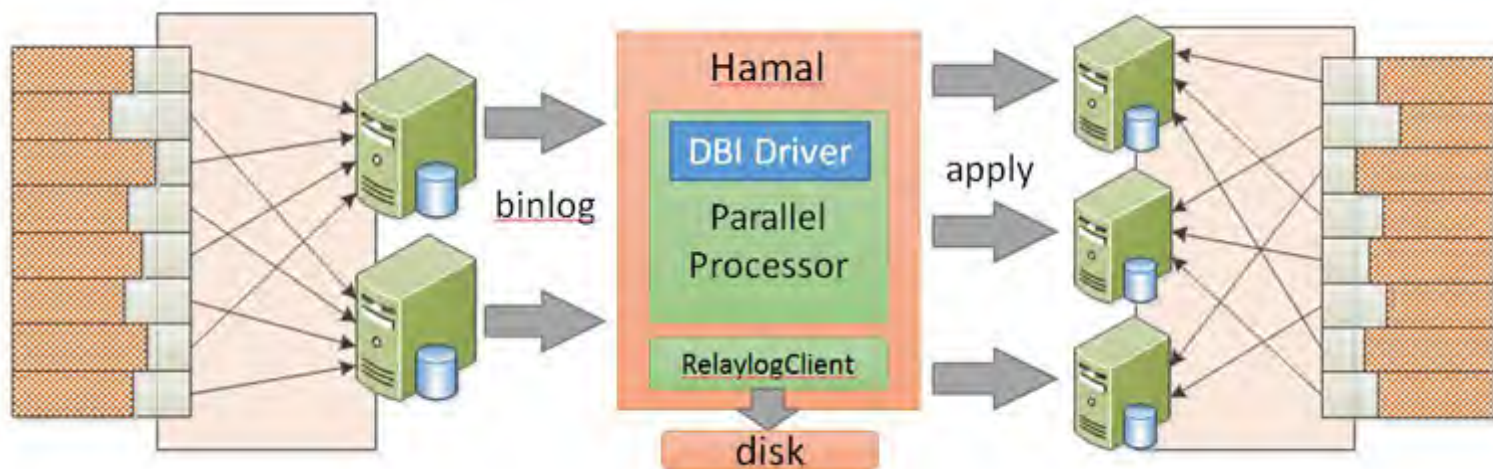 Hamal
DBI Driver
binlog
Parallel
Processor
apply
RelaylogClient
disk